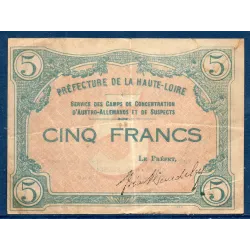 5 PRÉFECTURE DE LA HAUTE-LOIRE 5
SERVICE DES CAMPS DE CONCENTRATION
D'AUSTRO-ALLEMANDS ET DE SUSPECTS
CINQ FRANCS
LE PRÉFET,
5 5